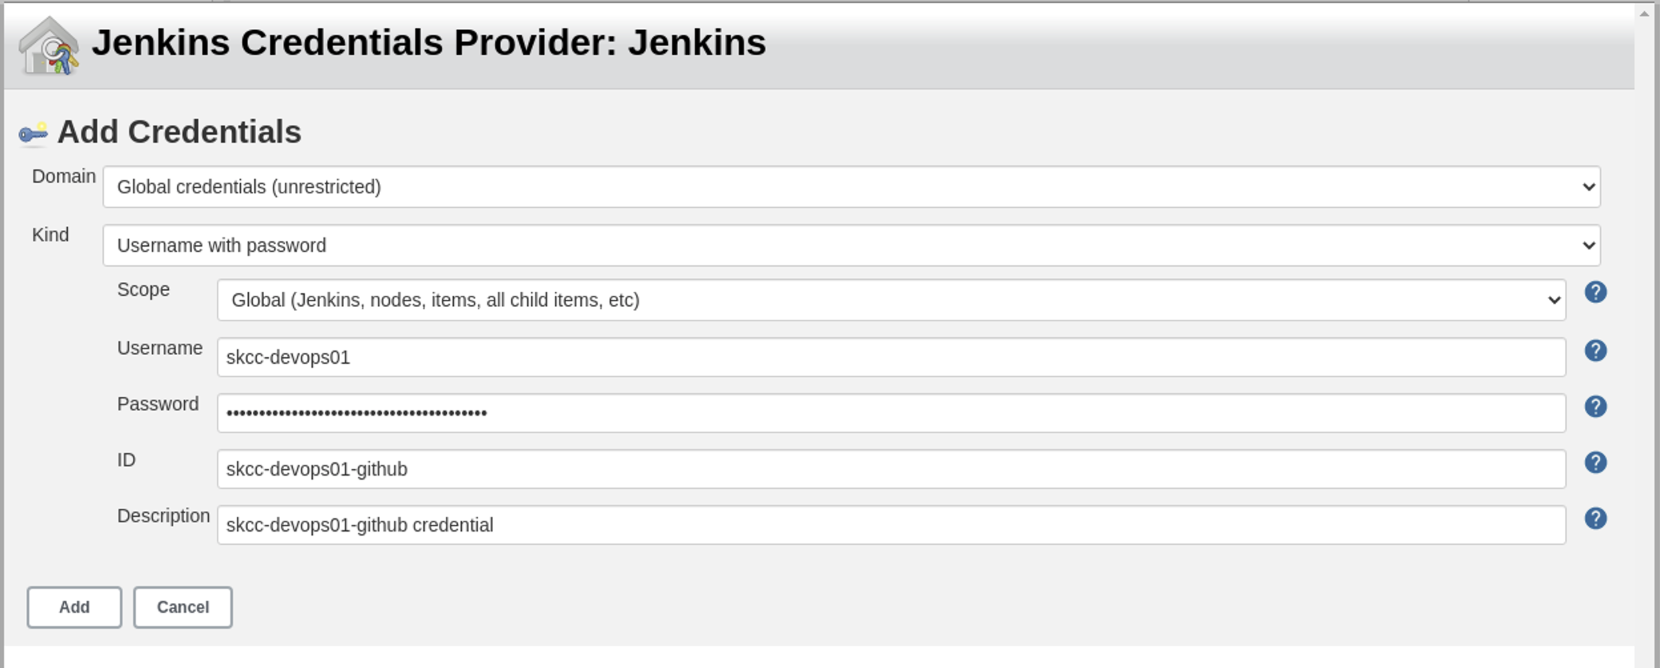 Jenkins Credentials Provider: Jenkins
Add Credentials
Domain Global credentials (unrestricted)
Kind Username with password
Scope Global (Jenkins, nodes, items, all child items, etc)
Username skcc-devops01
Password ••••••••••••••••••••••••••••••••••••••••
ID skcc-devops01-github
Description skcc-devops01-github credential
Add Cancel